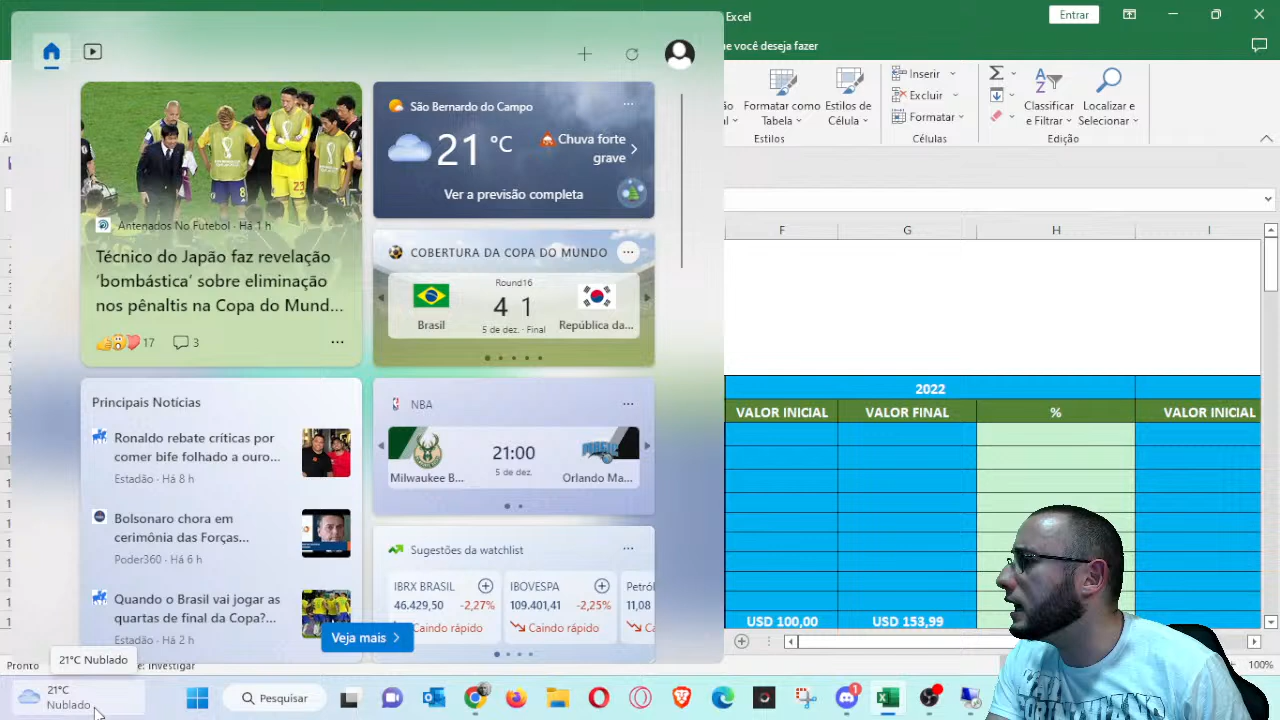 Excel
Entrar
que você deseja fazer
Formatar como
Tabela
Estilos de
Célula
Estilos
Inserir
Excluir
Formatar
Células
Classificar
e Filtrar
Localizar e
Selecionar
Edição
Antenados No Futebol · Há 1 h
Técnico do Japão faz revelação
‘bombástica’ sobre eliminação
nos pênaltis na Copa do Mund...
17
3
São Bernardo do Campo
21 °C
Chuva forte
grave
Ver a previsão completa
COBERTURA DA COPA DO MUNDO
Round16
Brasil
4 1
República da...
5 de dez. · Final
Principais Notícias
Ronaldo rebate críticas por
comer bife folhado a ouro...
Estadão · Há 8 h
Bolsonaro chora em
cerimônia das Forças...
Poder360 · Há 6 h
Quando o Brasil vai jogar as
quartas de final da Copa?...
Estadão · Há 2 h
Veja mais
NBA
Milwaukee B...
21:00
5 de dez.
Orlando Ma...
Sugestões da watchlist
IBRX BRASIL
46.429,50 -2,27%
Caindo rápido
IBOVESPA
109.401,41 -2,25%
Caindo rápido
Petról
11,08
Ca
F G H I
2022
VALOR INICIAL VALOR FINAL % VALOR INICIAL
USD 100,00 USD 153,99
Pronto
Investigar
100%
21°C Nublado
21°C
Nublado
Pesquisar
1